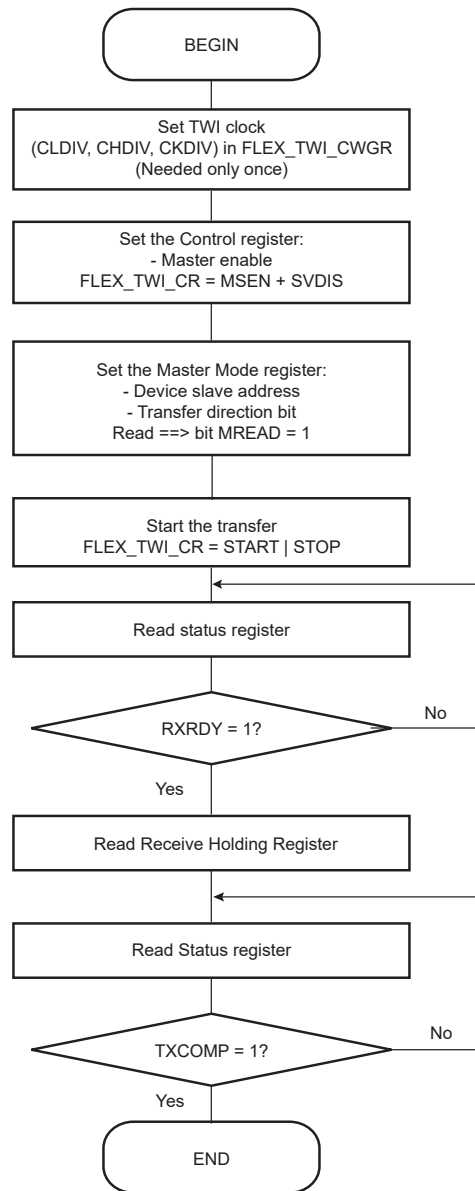 BEGIN
Set TWI clock
(CLDIV, CHDIV, CKDIV) in FLEX_TWI_CWGR
(Needed only once)
Set the Control register:
- Master enable
FLEX_TWI_CR = MSEN + SVDIS
Set the Master Mode register:
- Device slave address
- Transfer direction bit
Read ==> bit MREAD = 1
Start the transfer
FLEX_TWI_CR = START | STOP
Read status register
RXRDY = 1?
No
Yes
Read Receive Holding Register
Read Status register
TXCOMP = 1?
No
Yes
END